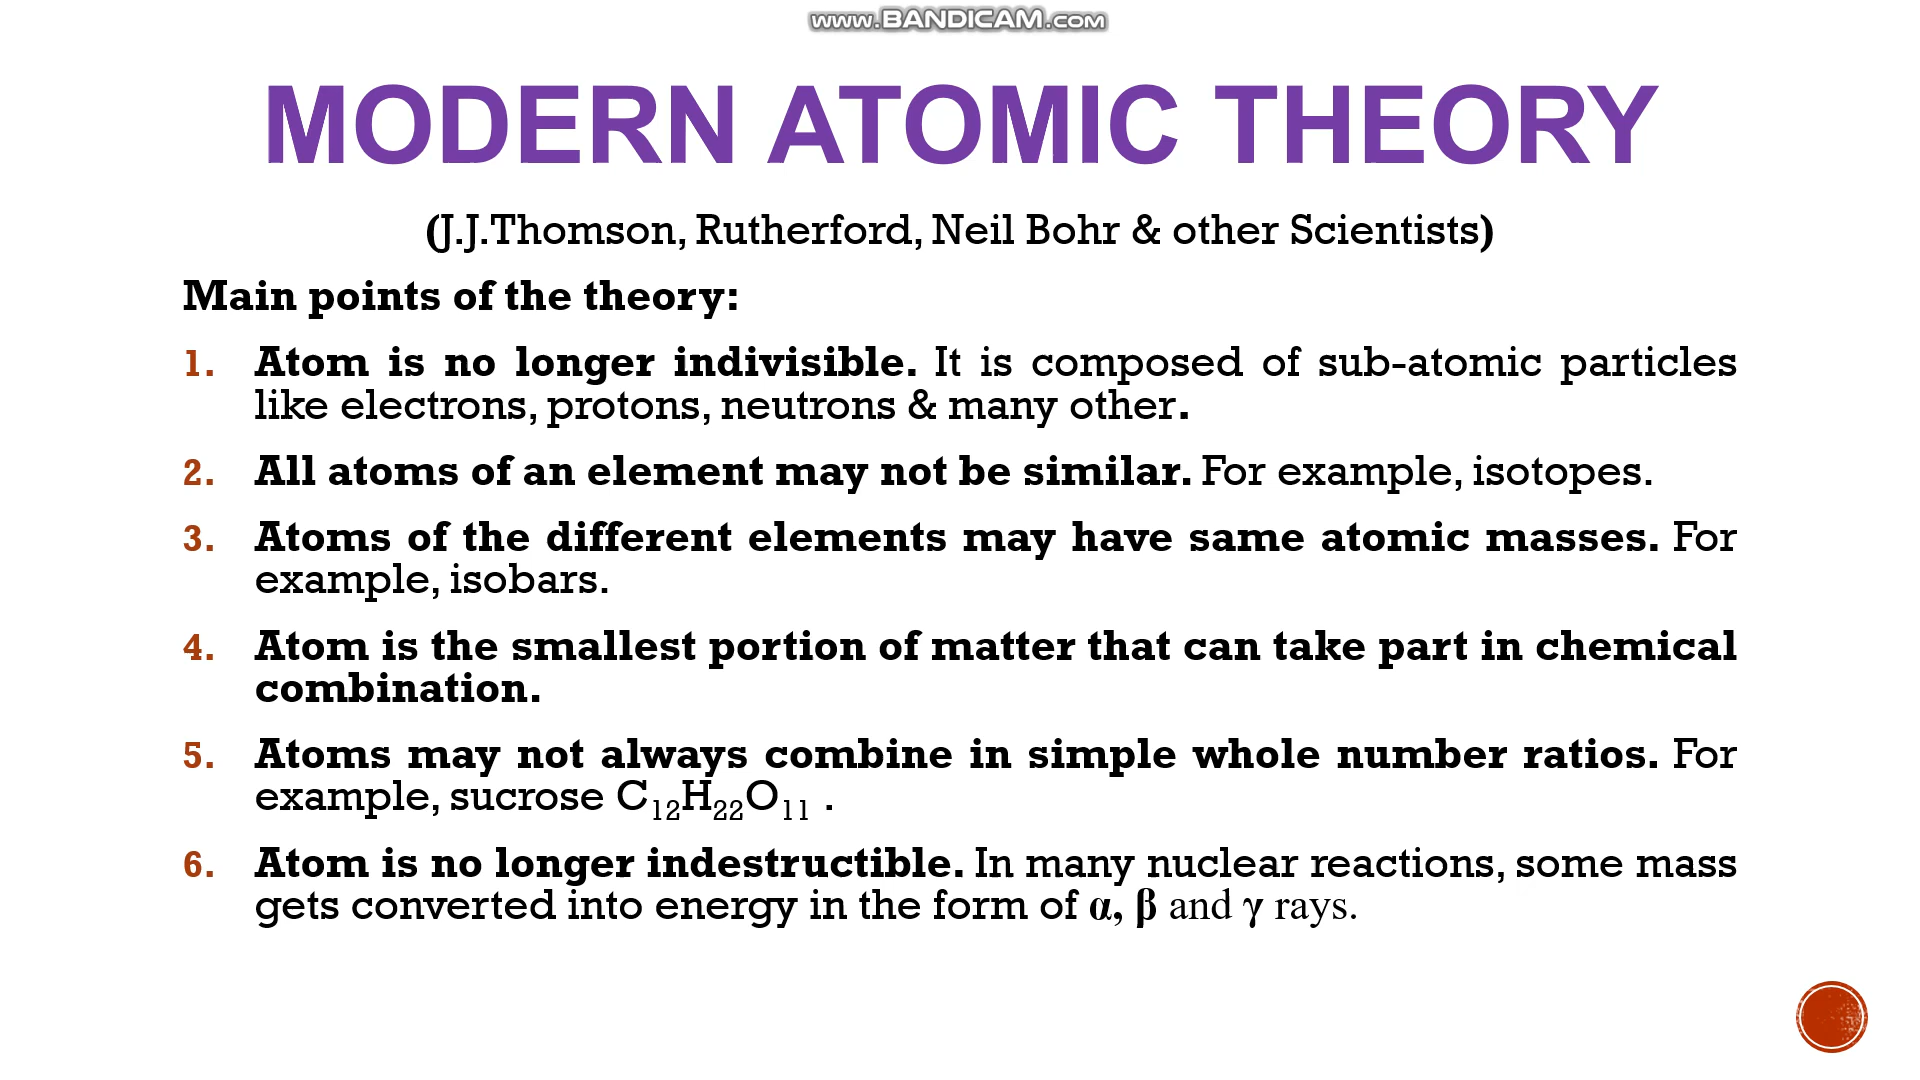 www.BANDICAM.com
MODERN ATOMIC THEORY
(J.J.Thomson, Rutherford, Neil Bohr & other Scientists)
Main points of the theory:
1. Atom is no longer indivisible. It is composed of sub-atomic particles
like electrons, protons, neutrons & many other.
2. All atoms of an element may not be similar. For example, isotopes.
3. Atoms of the different elements may have same atomic masses. For
example, isobars.
4. Atom is the smallest portion of matter that can take part in chemical
combination.
5. Atoms may not always combine in simple whole number ratios. For
example, sucrose C₁₂H₂₂O₁₁ .
6. Atom is no longer indestructible. In many nuclear reactions, some mass
gets converted into energy in the form of α, β and γ rays.